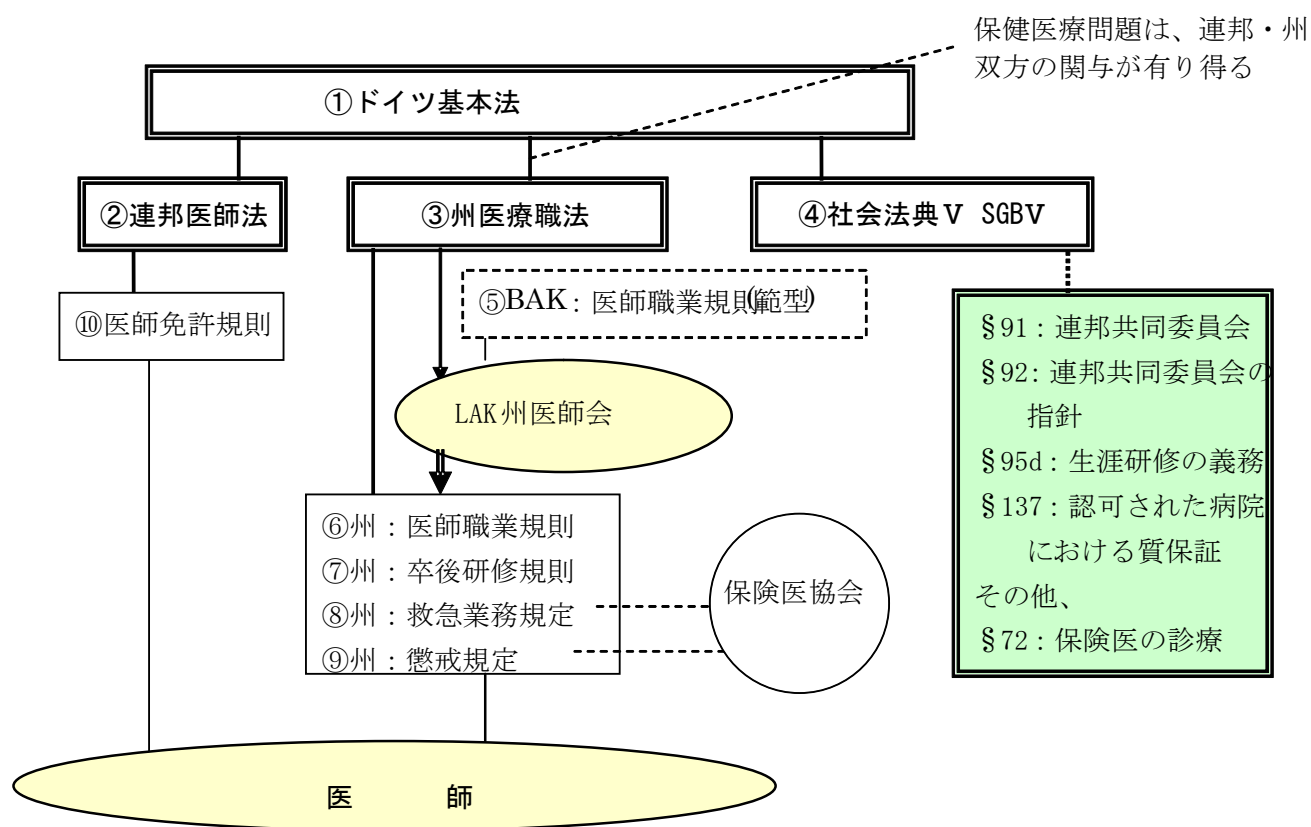 保健医療問題は、連邦・州
双方の関与が有り得る
①ドイツ基本法
②連邦医師法
③州医療職法
④社会法典Ⅴ SGBⅤ
⑤BAK：医師職業規則(範型)
⑩医師免許規則
LAK州医師会
§91：連邦共同委員会
§92：連邦共同委員会の
指針
§95d：生涯研修の義務
§137：認可された病院
における質保証
その他、
§72：保険医の診療
⑥州：医師職業規則
⑦州：卒後研修規則
⑧州：救急業務規定
⑨州：懲戒規定
保険医協会
医　　師